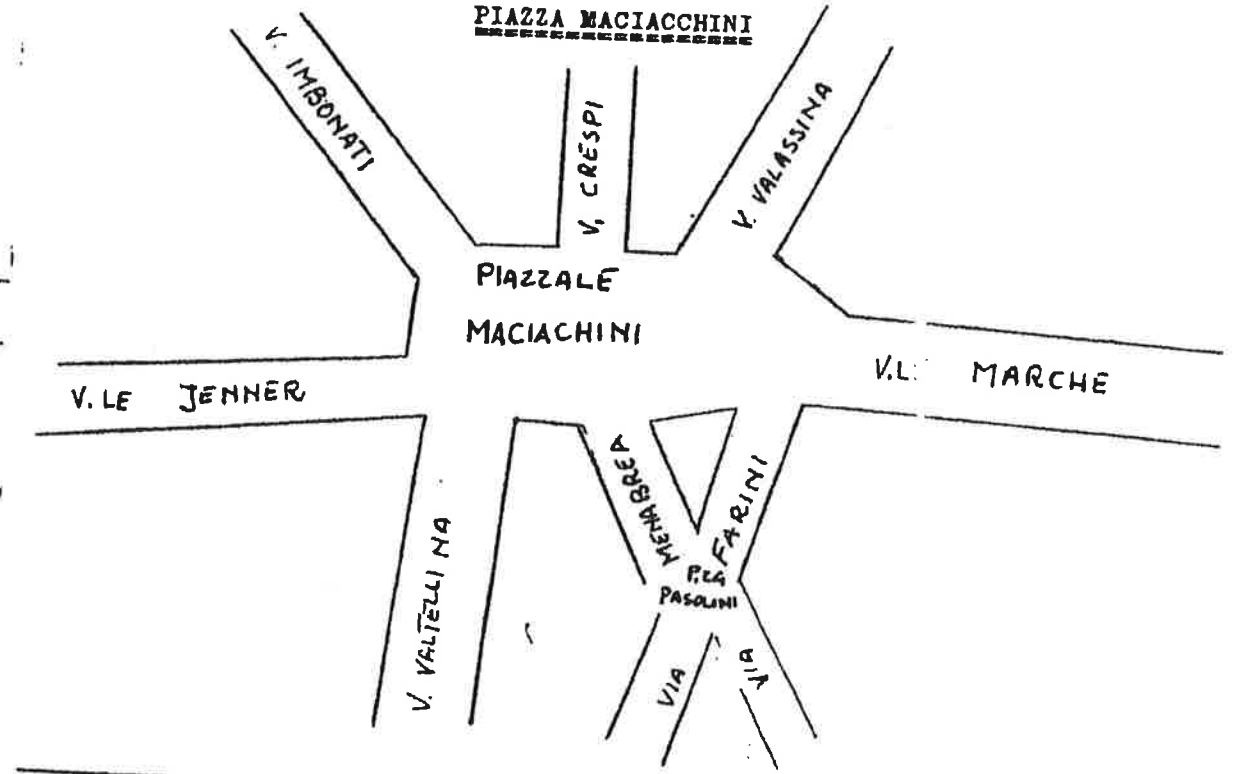 PIAZZA MACIACCHINI
V. IMBONATI
V. CRESPI
V. VALASSINA
PIAZZALE
MACIACHINI
V.LE JENNER
V.L. MARCHE
V. VALTELLINA
MENABREA
FARINI
P.ZA
PASOLINI
VIA
VIA